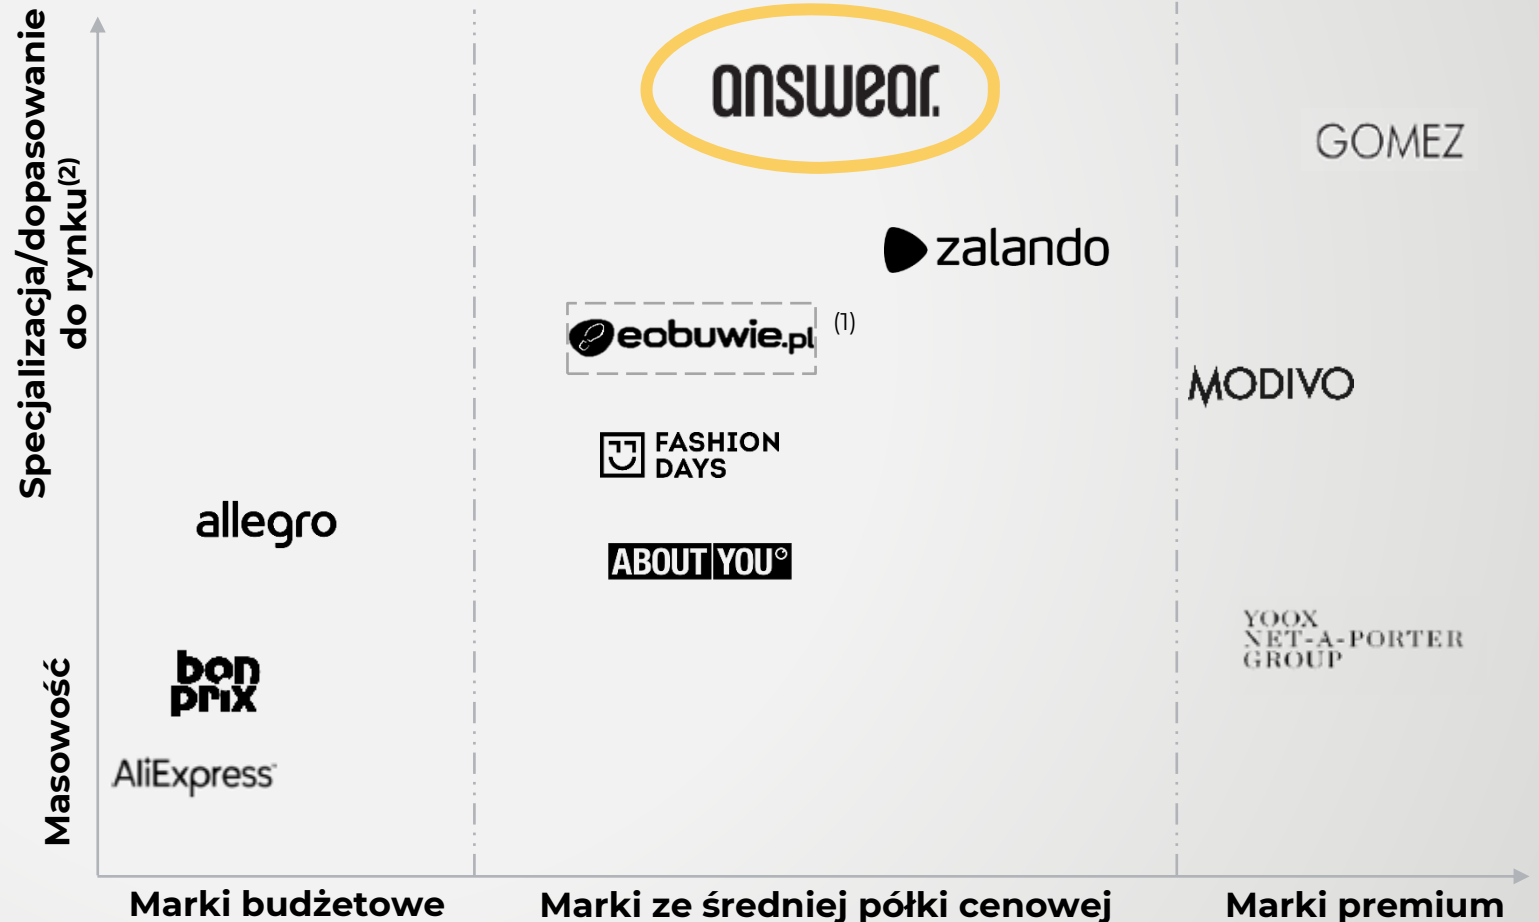 Specjalizacja/dopasowanie
do rynku(2)
answear.
GOMEZ
zalando
eobuwie.pl
(1)
MODIVO
FASHION
DAYS
allegro
ABOUT YOU
YOOX
NET-A-PORTER
GROUP
bon
prix
Masowość
AliExpress
Marki budżetowe
Marki ze średniej półki cenowej
Marki premium